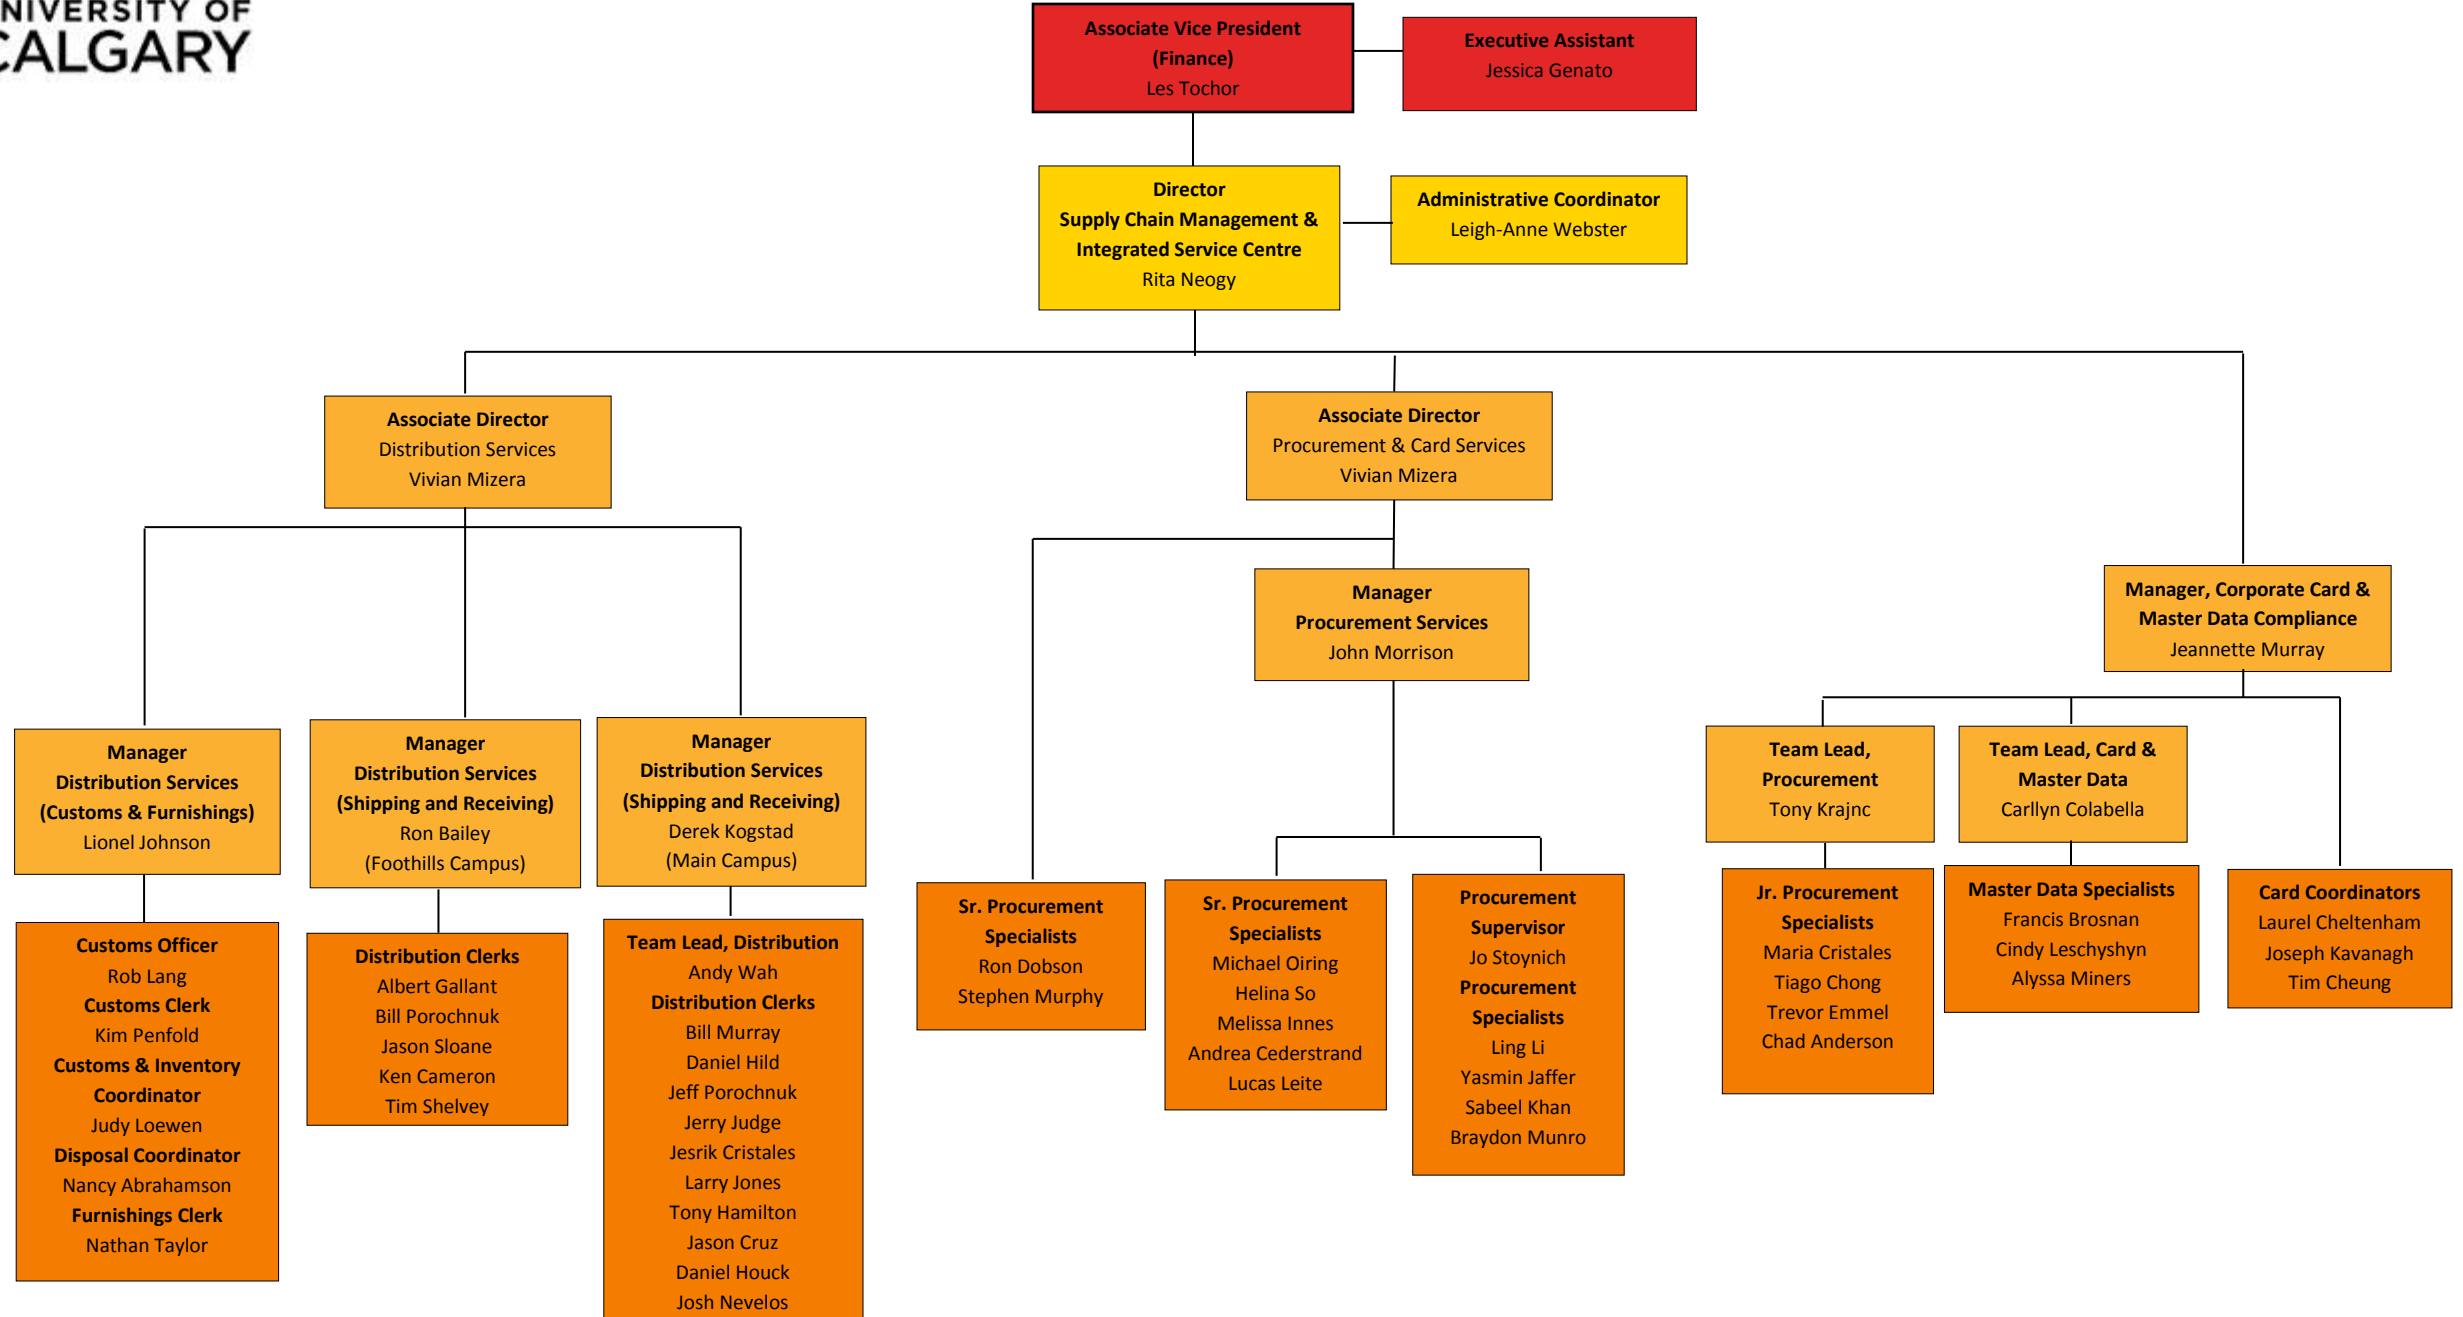 UNIVERSITY OF
CALGARY
Associate Vice President
(Finance)
Les Tochor
Executive Assistant
Jessica Genato
Director
Supply Chain Management &
Integrated Service Centre
Rita Neogy
Administrative Coordinator
Leigh-Anne Webster
Associate Director
Distribution Services
Vivian Mizera
Associate Director
Procurement & Card Services
Vivian Mizera
Manager
Procurement Services
John Morrison
Manager, Corporate Card &
Master Data Compliance
Jeannette Murray
Manager
Distribution Services
(Customs & Furnishings)
Lionel Johnson
Manager
Distribution Services
(Shipping and Receiving)
Ron Bailey
(Foothills Campus)
Manager
Distribution Services
(Shipping and Receiving)
Derek Kogstad
(Main Campus)
Team Lead,
Procurement
Tony Krajnc
Team Lead, Card &
Master Data
Carllyn Colabella
Customs Officer
Rob Lang
Customs Clerk
Kim Penfold
Customs & Inventory
Coordinator
Judy Loewen
Disposal Coordinator
Nancy Abrahamson
Furnishings Clerk
Nathan Taylor
Distribution Clerks
Albert Gallant
Bill Porochnuk
Jason Sloane
Ken Cameron
Tim Shelvey
Team Lead, Distribution
Andy Wah
Distribution Clerks
Bill Murray
Daniel Hild
Jeff Porochnuk
Jerry Judge
Jesrik Cristales
Larry Jones
Tony Hamilton
Jason Cruz
Daniel Houck
Josh Nevelos
Sr. Procurement
Specialists
Ron Dobson
Stephen Murphy
Sr. Procurement
Specialists
Michael Oiring
Helina So
Melissa Innes
Andrea Cederstrand
Lucas Leite
Procurement
Supervisor
Jo Stoynich
Procurement
Specialists
Ling Li
Yasmin Jaffer
Sabeel Khan
Braydon Munro
Jr. Procurement
Specialists
Maria Cristales
Tiago Chong
Trevor Emmel
Chad Anderson
Master Data Specialists
Francis Brosnan
Cindy Leschyshyn
Alyssa Miners
Card Coordinators
Laurel Cheltenham
Joseph Kavanagh
Tim Cheung